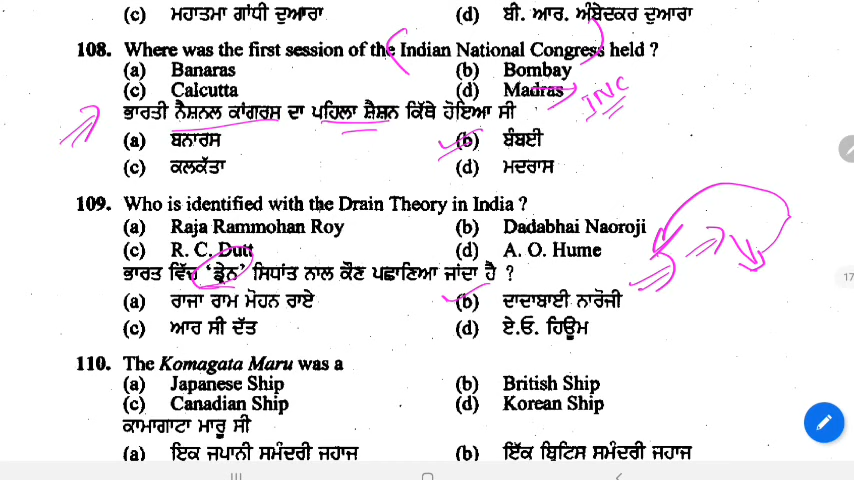 (c) ਮਹਾਤਮਾ ਗਾਂਧੀ ਦੁਆਰਾ (d) ਬੀ. ਆਰ. ਅੰਬੇਦਕਰ ਦੁਆਰਾ
108. Where was the first session of the Indian National Congress held ?
(a) Banaras (b) Bombay
(c) Calcutta (d) Madras
INC
ਭਾਰਤੀ ਨੈਸ਼ਨਲ ਕਾਂਗਰਸ ਦਾ ਪਹਿਲਾ ਸ਼ੈਸ਼ਨ ਕਿੱਥੇ ਹੋਇਆ ਸੀ
(a) ਬਨਾਰਸ (b) ਬੰਬਈ
(c) ਕਲਕੱਤਾ (d) ਮਦਰਾਸ
109. Who is identified with the Drain Theory in India ?
(a) Raja Rammohan Roy (b) Dadabhai Naoroji
(c) R. C. Dutt (d) A. O. Hume
ਭਾਰਤ ਵਿੱਚ ‘ਡ੍ਰੇਨ’ ਸਿਧਾਂਤ ਨਾਲ ਕੌਣ ਪਛਾਣਿਆ ਜਾਂਦਾ ਹੈ ?
(a) ਰਾਜਾ ਰਾਮ ਮੋਹਨ ਰਾਏ (b) ਦਾਦਾਬਾਈ ਨਾਰੋਜੀ
(c) ਆਰ ਸੀ ਦੱਤ (d) ਏ.ਓ. ਹਿਊਮ
17
110. The Komagata Maru was a
(a) Japanese Ship (b) British Ship
(c) Canadian Ship (d) Korean Ship
ਕਾਮਾਗਾਟਾ ਮਾਰੂ ਸੀ
(a) ਇਕ ਜਪਾਨੀ ਸਮੰਦਰੀ ਜਹਾਜ (b) ਇੱਕ ਬ੍ਰਿਟਿਸ ਸਮੰਦਰੀ ਜਹਾਜ